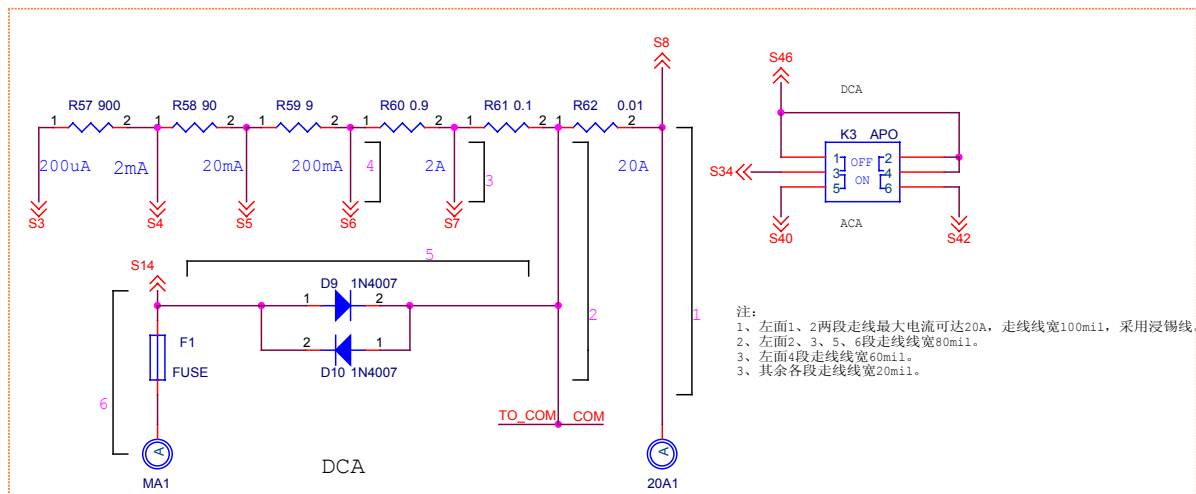 S8
S46
DCA
R57 900
R58 90
R59 9
R60 0.9
R61 0.1
R62 0.01
K3 APO
1 2 1 2 1 2 1 2 1 2 1 2
200uA
2mA
20mA
200mA
4
2A
3
20A
1 OFF 2
S34 3 4
ON
5 6
S3
S4
S5
S6
S7
S40
ACA
S42
S14
5
D9 1N4007
1 2
2 1
D10 1N4007
F1
FUSE
2
1
6
注:
1、左面1、2两段走线最大电流可达20A，走线线宽100mil，采用浸锡线。
2、左面2、3、5、6段走线线宽80mil。
3、左面4段走线线宽60mil。
3、其余各段走线线宽20mil。
TO_COM COM
A
MA1
DCA
A
20A1